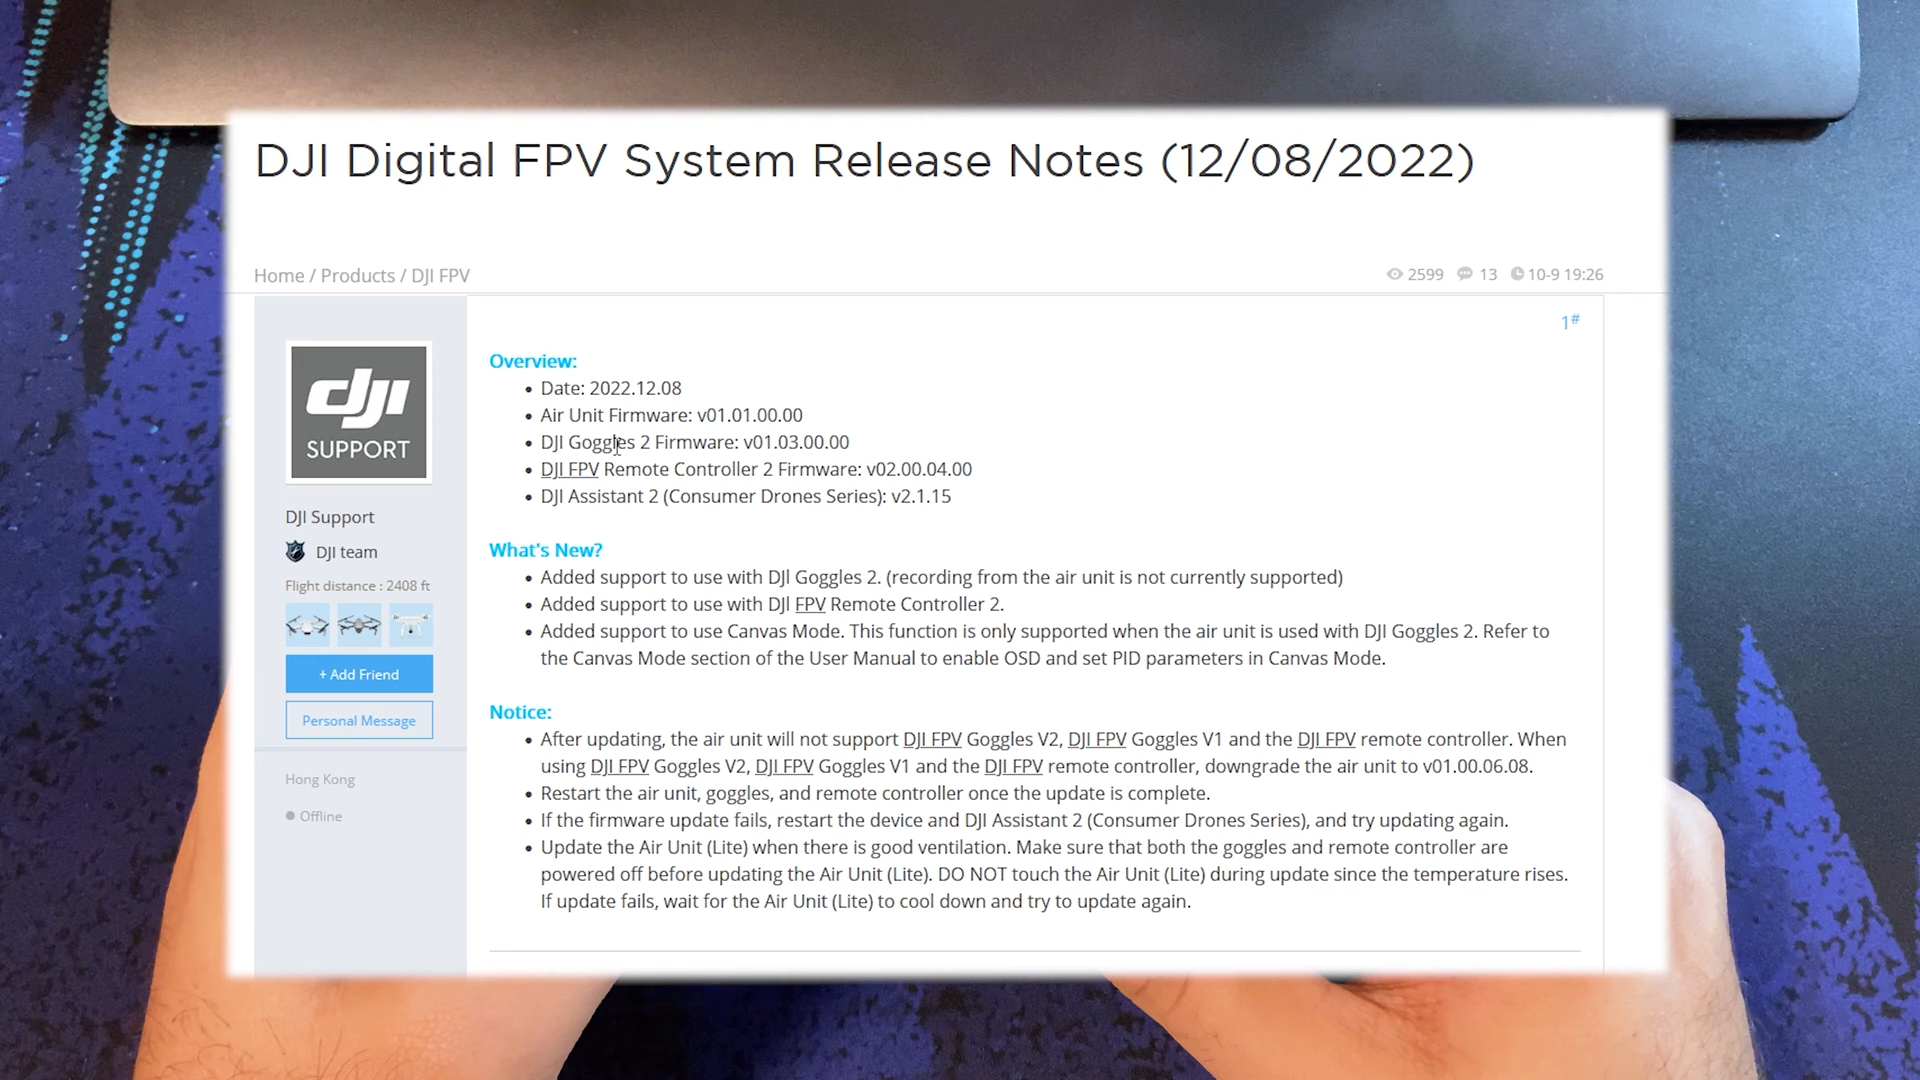 DJI Digital FPV System Release Notes (12/08/2022)
Home / Products / DJI FPV
2599 13 10-9 19:26
1#
dji
SUPPORT
DJI Support
DJI team
Flight distance : 2408 ft
+ Add Friend
Personal Message
Hong Kong
Offline
Overview:
• Date: 2022.12.08
• Air Unit Firmware: v01.01.00.00
• DJI Goggles 2 Firmware: v01.03.00.00
• DJI FPV Remote Controller 2 Firmware: v02.00.04.00
• DJI Assistant 2 (Consumer Drones Series): v2.1.15
What's New?
• Added support to use with DJI Goggles 2. (recording from the air unit is not currently supported)
• Added support to use with DJI FPV Remote Controller 2.
• Added support to use Canvas Mode. This function is only supported when the air unit is used with DJI Goggles 2. Refer to
the Canvas Mode section of the User Manual to enable OSD and set PID parameters in Canvas Mode.
Notice:
• After updating, the air unit will not support DJI FPV Goggles V2, DJI FPV Goggles V1 and the DJI FPV remote controller. When
using DJI FPV Goggles V2, DJI FPV Goggles V1 and the DJI FPV remote controller, downgrade the air unit to v01.00.06.08.
• Restart the air unit, goggles, and remote controller once the update is complete.
• If the firmware update fails, restart the device and DJI Assistant 2 (Consumer Drones Series), and try updating again.
• Update the Air Unit (Lite) when there is good ventilation. Make sure that both the goggles and remote controller are
powered off before updating the Air Unit (Lite). DO NOT touch the Air Unit (Lite) during update since the temperature rises.
If update fails, wait for the Air Unit (Lite) to cool down and try to update again.